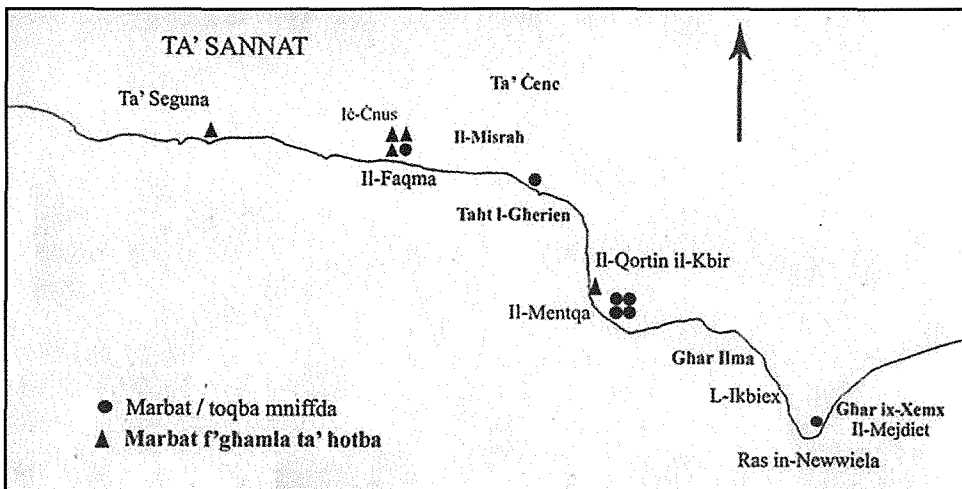 TA' SANNAT
Ta' Ċenc
Ta' Seguna
Iċ-Ċnus
Il-Misrah
Il-Faqma
Taht l-Gherien
Il-Qortin il-Kbir
Il-Mentqa
Ghar Ilma
L-Ikbiex
Ghar ix-Xemx
Il-Mejdiet
Ras in-Newwiela
Marbat / toqba mniffda
Marbat f'ghamla ta' hotba